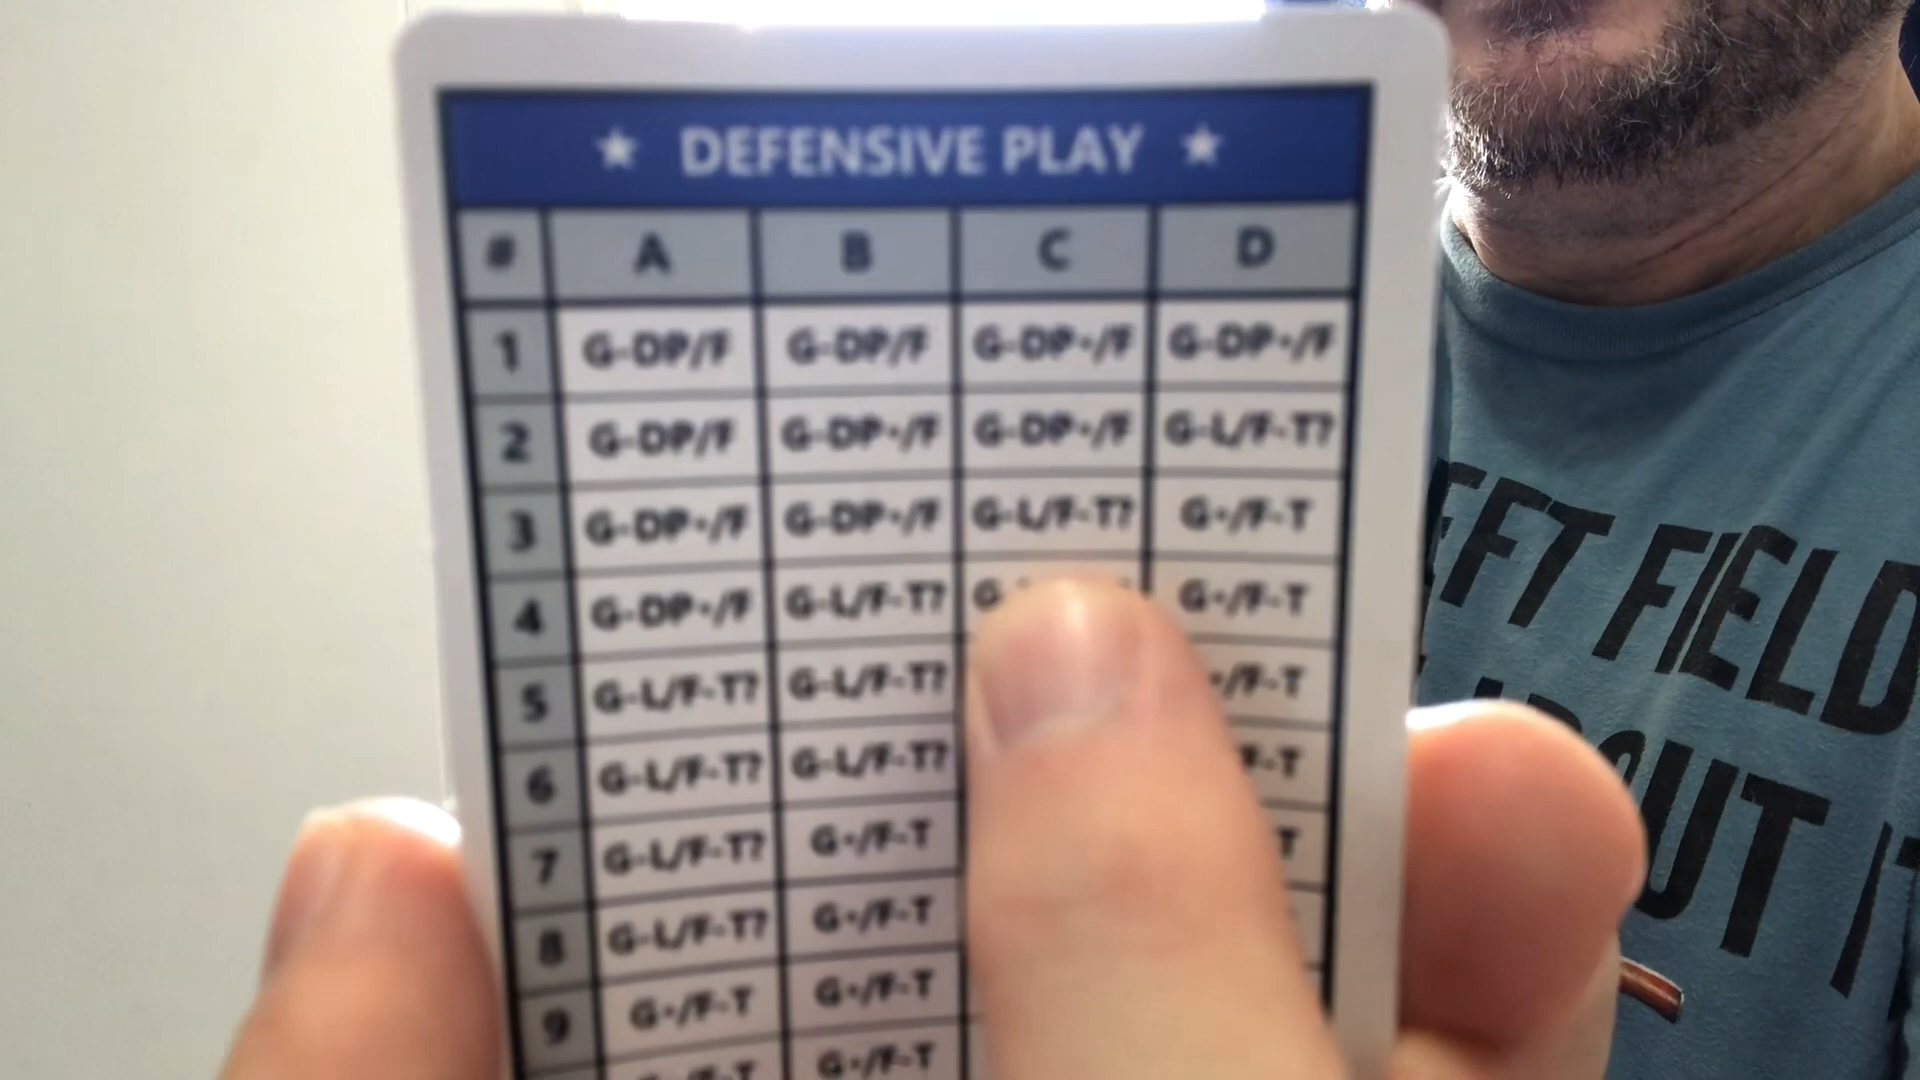 ★ DEFENSIVE PLAY ★
# A B C D
1 G-DP/F G-DP/F G-DP•/F G-DP•/F
2 G-DP/F G-DP•/F G-DP•/F G-L/F-T?
3 G-DP•/F G-DP•/F G-L/F-T? G•/F-T
4 G-DP•/F G-L/F-T? G- G•/F-T
5 G-L/F-T? G-L/F-T? •/F-T
6 G-L/F-T? G-L/F-T? F-T
7 G-L/F-T? G•/F-T T
8 G-L/F-T? G•/F-T
9 G•/F-T G•/F-T
G•/F-T
EFT FIELD
OUT IT